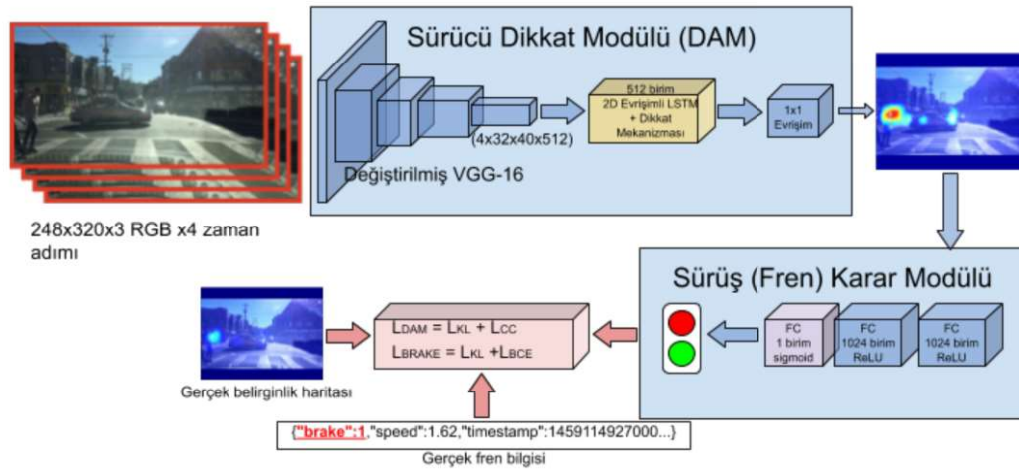 Sürücü Dikkat Modülü (DAM)
512 birim
2D Evrişimli LSTM
+ Dikkat
Mekanizması
1x1
Evrişim
(4x32x40x512)
Değiştirilmiş VGG-16
248x320x3 RGB x4 zaman
adımı
Sürüş (Fren) Karar Modülü
FC
1 birim
sigmoid
FC
1024 birim
ReLU
FC
1024 birim
ReLU
LDAM = LKL + LCC
LBRAKE = LKL +LBCE
Gerçek belirginlik haritası
{"brake":1,"speed":1.62,"timestamp":1459114927000...}
Gerçek fren bilgisi